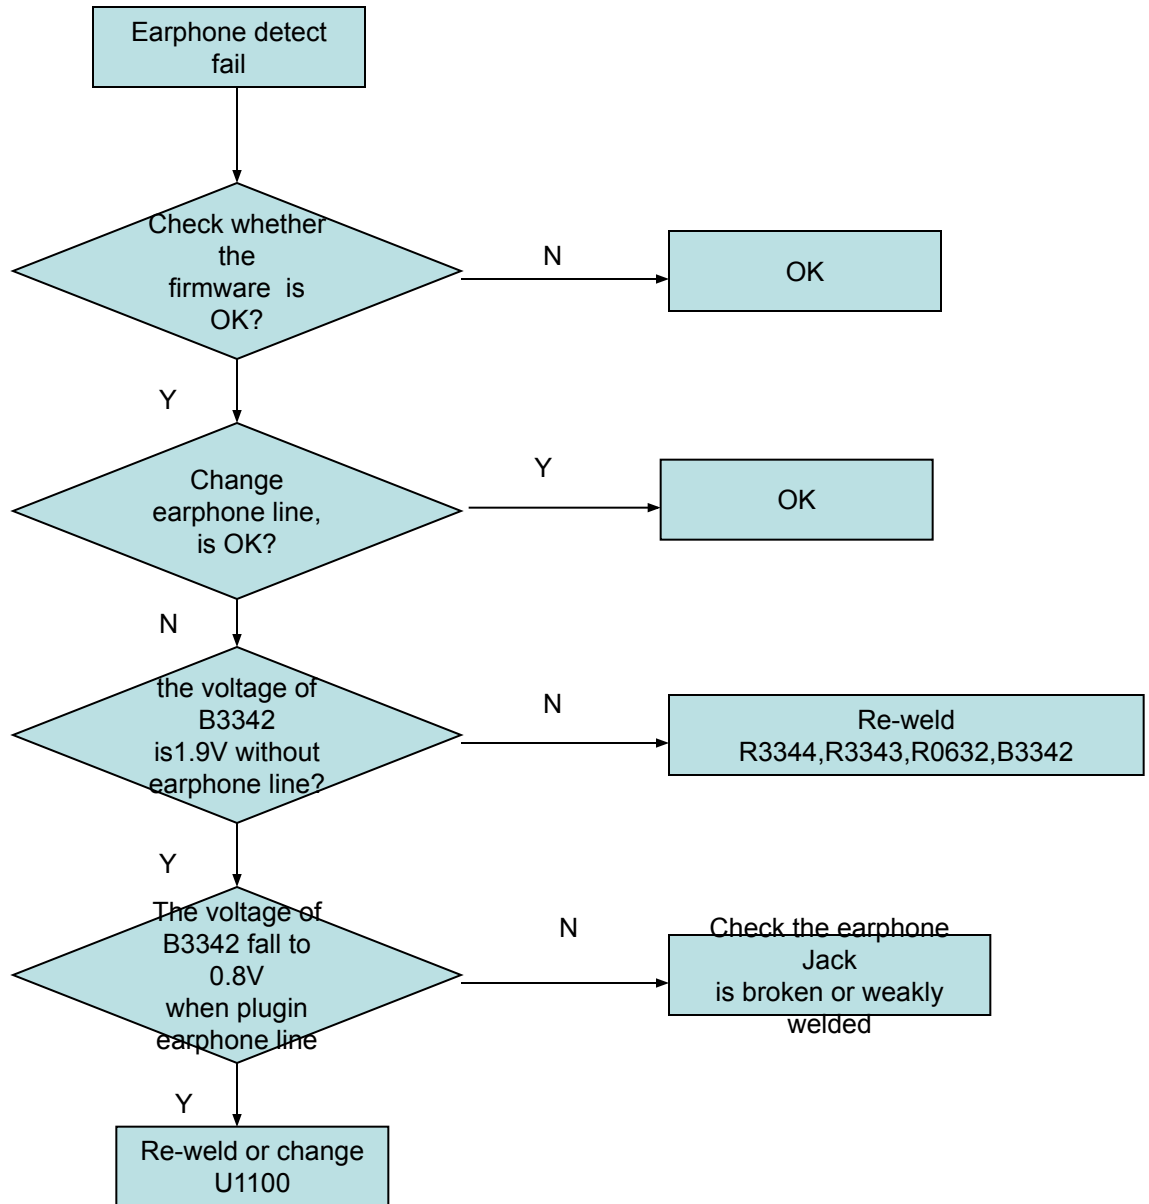 Earphone detect
fail
Check whether
the
firmware  is
OK?
N
OK
Y
Change
earphone line,
is OK?
Y
OK
N
the voltage of
B3342
is1.9V without
earphone line?
N
Re-weld
R3344,R3343,R0632,B3342
Y
The voltage of
B3342 fall to
0.8V
when plugin
earphone line
N
Check the earphone
Jack
is broken or weakly
welded
Y
Re-weld or change
U1100